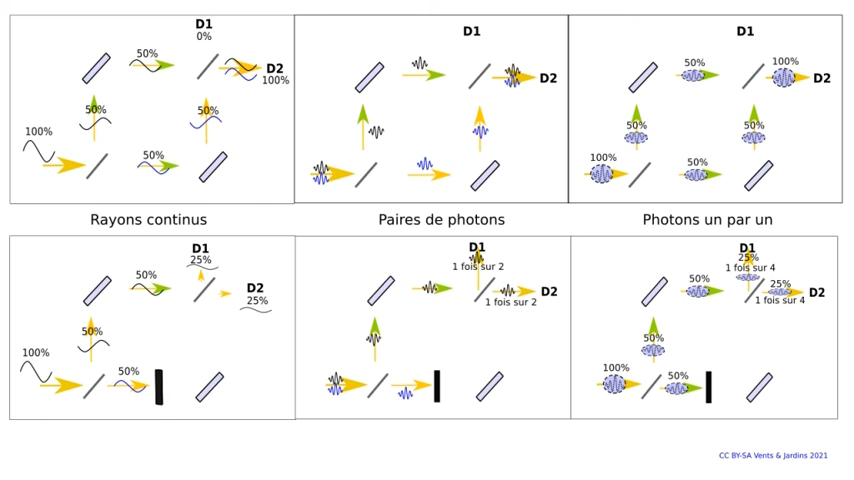 D1
0%
50%
D2
100%
50%
50%
100%
50%
D1
D2
D1
50%
100%
D2
50%
50%
100%
50%
Rayons continus
Paires de photons
Photons un par un
D1
25%
50%
D2
25%
50%
100%
50%
D1
1 fois sur 2
D2
1 fois sur 2
D1
25%
1 fois sur 4
50%
25%
D2
1 fois sur 4
50%
100%
50%
CC BY-SA Vents & Jardins 2021